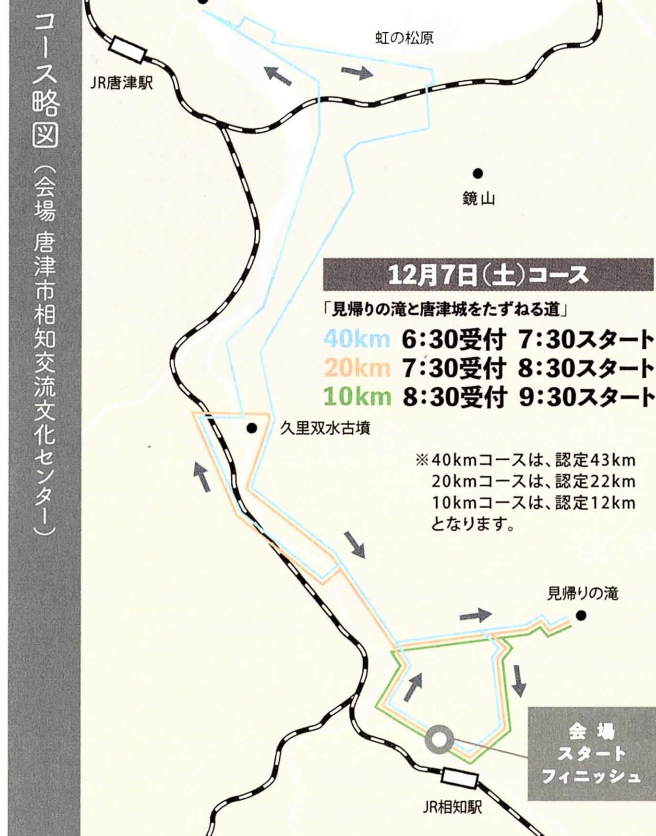 コース略図(会場 唐津市相知交流文化センター)
虹の松原
JR唐津駅
鏡山
12月7日(土)コース
「見帰りの滝と唐津城をたずねる道」
40km 6:30受付 7:30スタート
20km 7:30受付 8:30スタート
10km 8:30受付 9:30スタート
久里双水古墳
※40kmコースは、認定43km
20kmコースは、認定22km
10kmコースは、認定12km
となります。
見帰りの滝
会場
スタート
フィニッシュ
JR相知駅